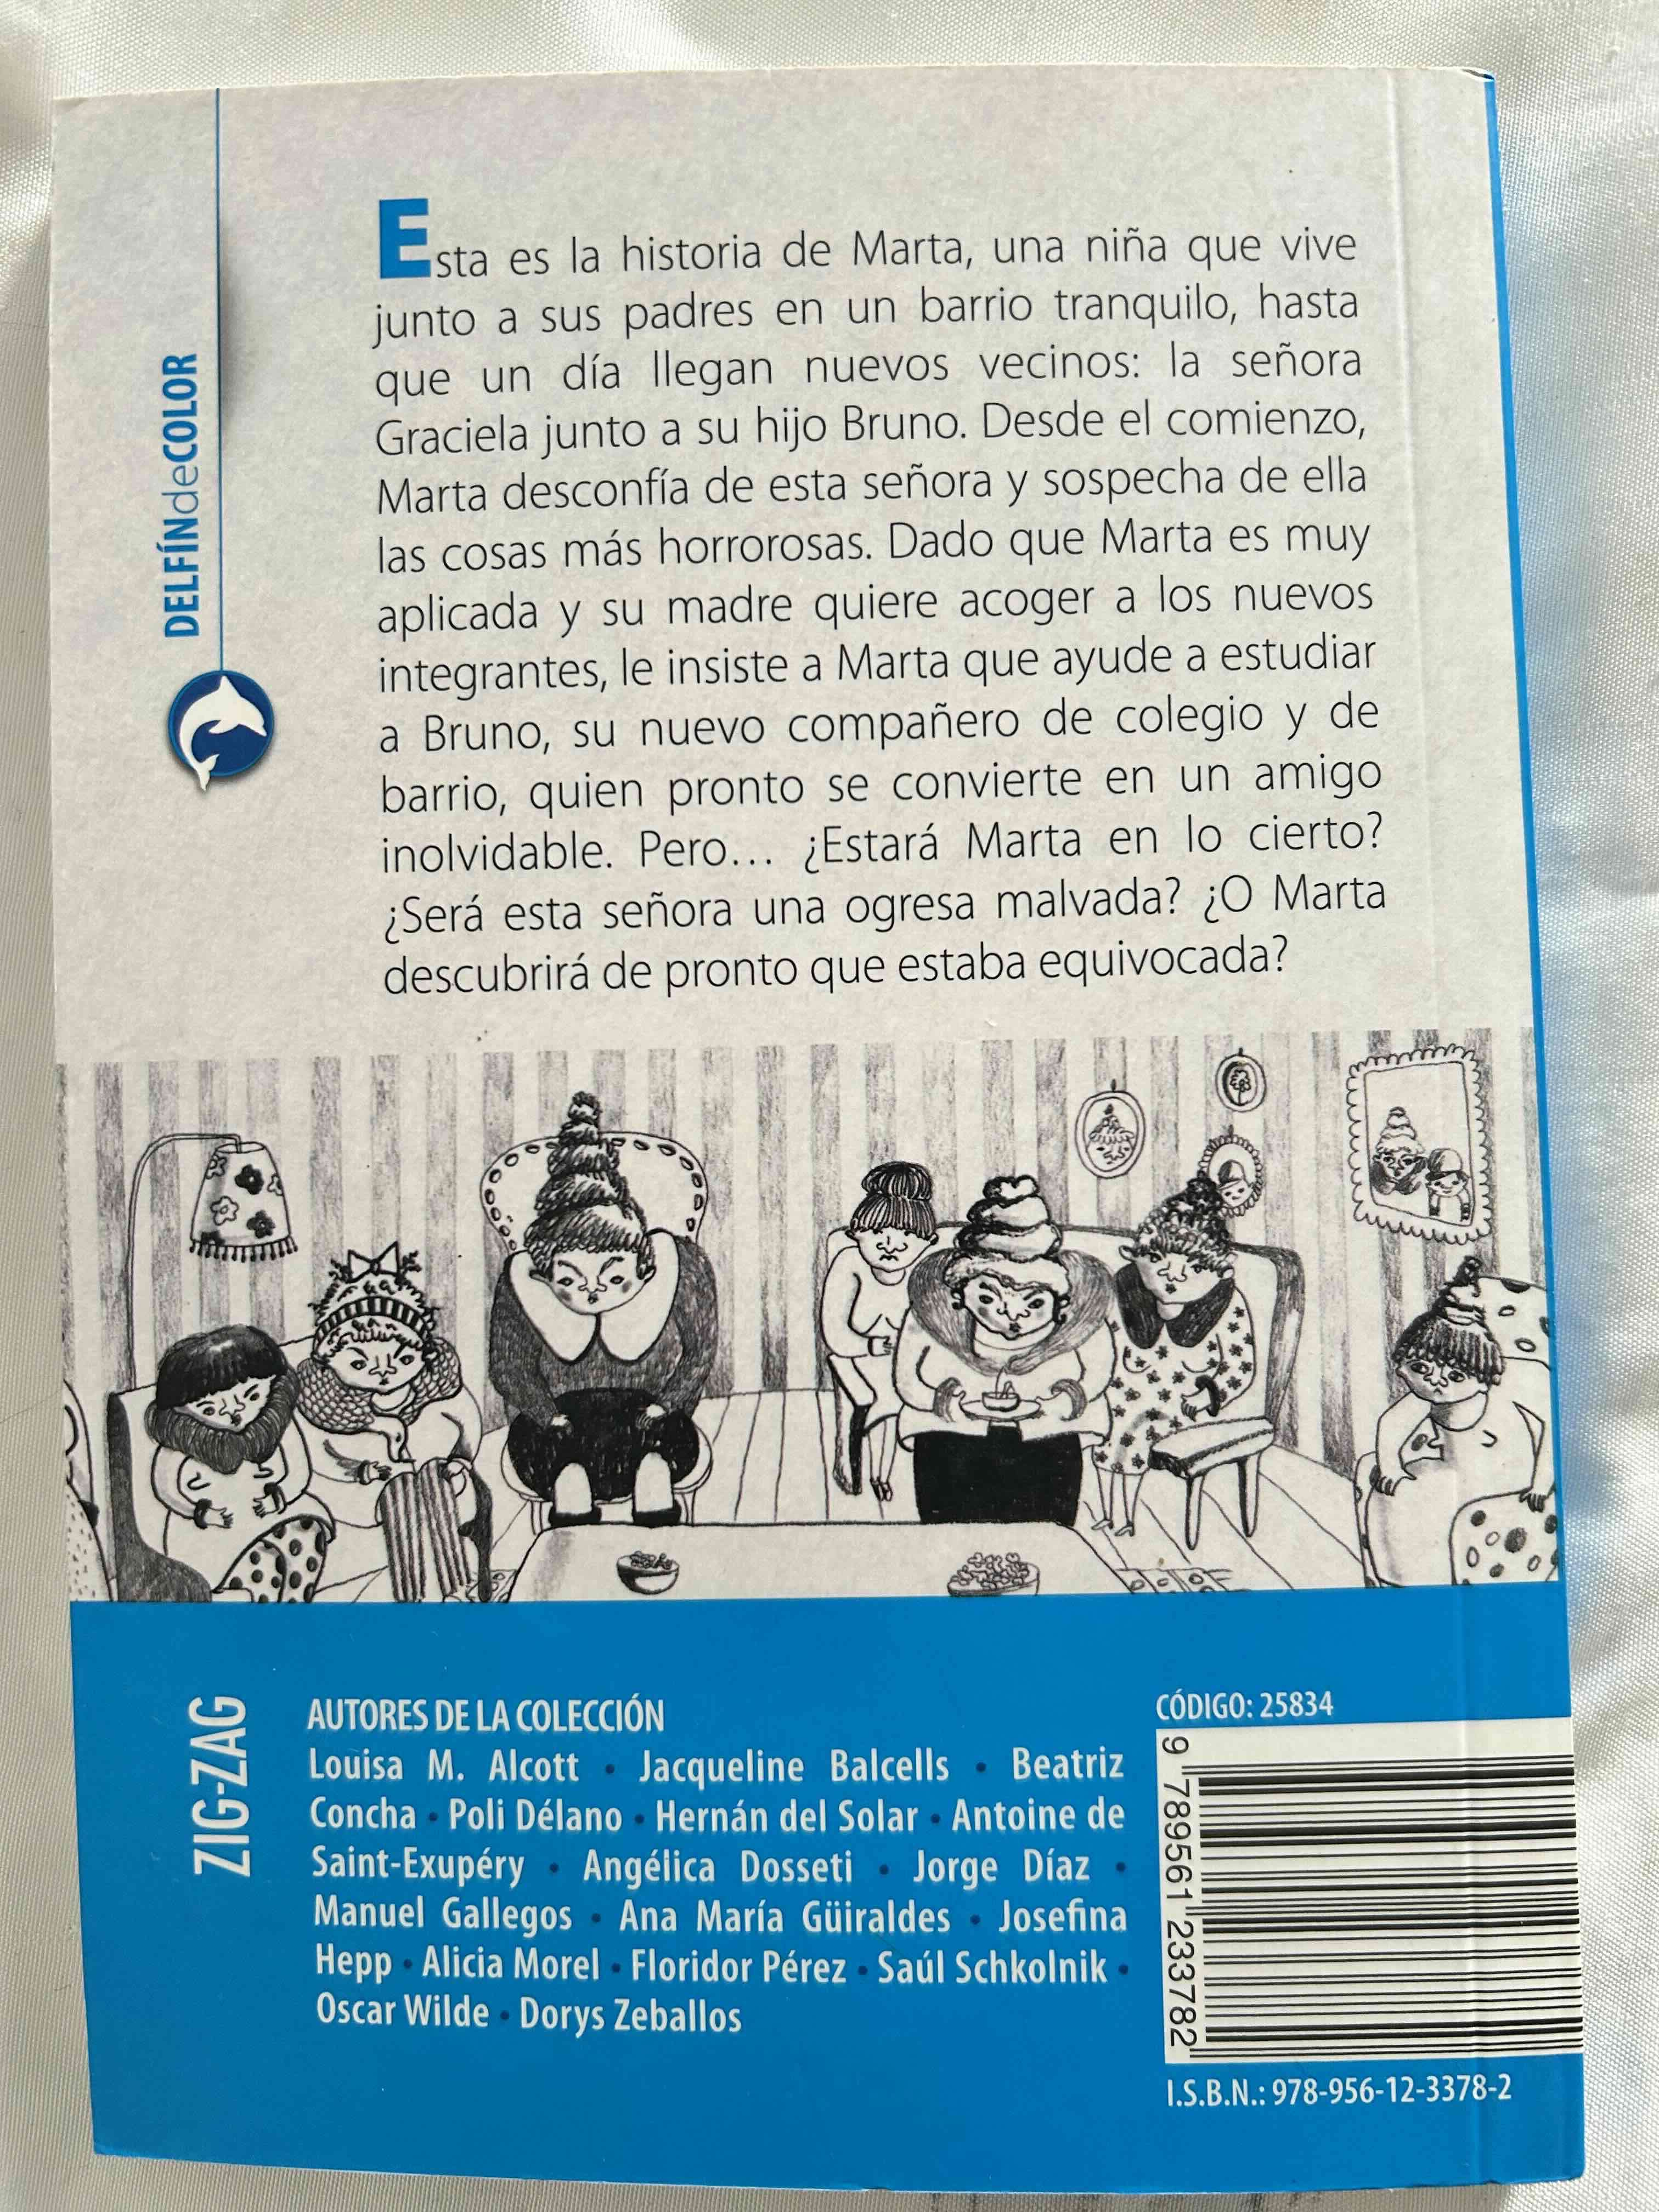 DELFÍNdeCOLOR
Esta es la historia de Marta, una niña que vive
junto a sus padres en un barrio tranquilo, hasta
que un día llegan nuevos vecinos: la señora
Graciela junto a su hijo Bruno. Desde el comienzo,
Marta desconfía de esta señora y sospecha de ella
las cosas más horrorosas. Dado que Marta es muy
aplicada y su madre quiere acoger a los nuevos
integrantes, le insiste a Marta que ayude a estudiar
a Bruno, su nuevo compañero de colegio y de
barrio, quien pronto se convierte en un amigo
inolvidable. Pero... ¿Estará Marta en lo cierto?
¿Será esta señora una ogresa malvada? ¿O Marta
descubrirá de pronto que estaba equivocada?
ZIG-ZAG
AUTORES DE LA COLECCIÓN
Louisa M. Alcott • Jacqueline Balcells • Beatriz
Concha • Poli Délano • Hernán del Solar • Antoine de
Saint-Exupéry • Angélica Dosseti • Jorge Díaz •
Manuel Gallegos • Ana María Güiraldes • Josefina
Hepp • Alicia Morel • Floridor Pérez • Saúl Schkolnik •
Oscar Wilde • Dorys Zeballos
CÓDIGO: 25834
9 789561 233782
I.S.B.N.: 978-956-12-3378-2